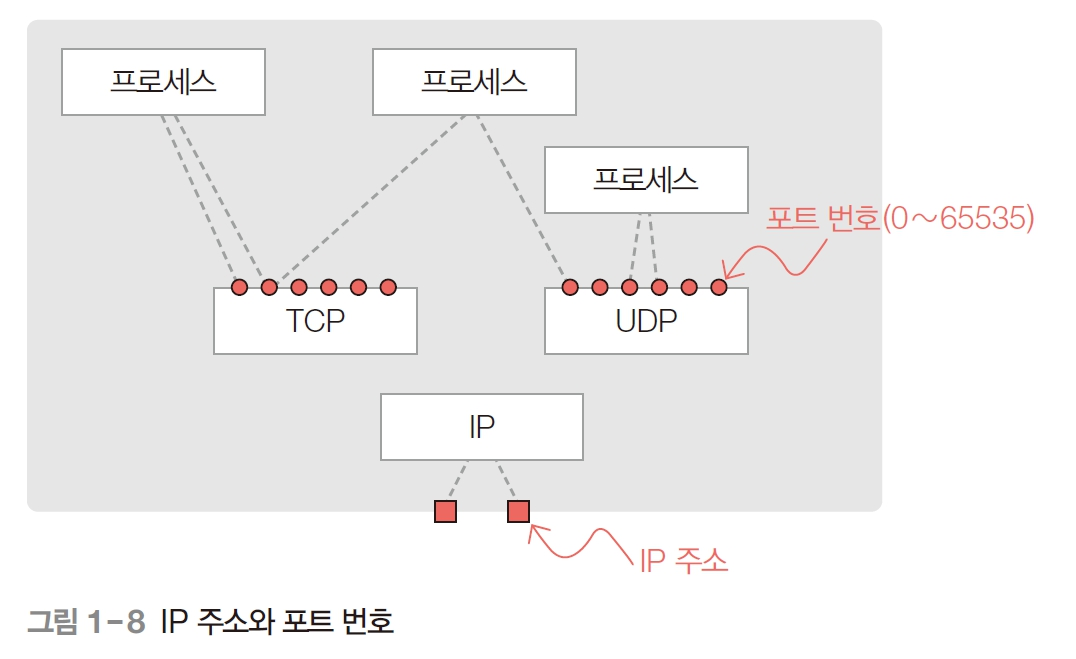 프로세스
프로세스
프로세스
포트 번호(0~65535)
TCP
UDP
IP
IP 주소
그림 1-8 IP 주소와 포트 번호